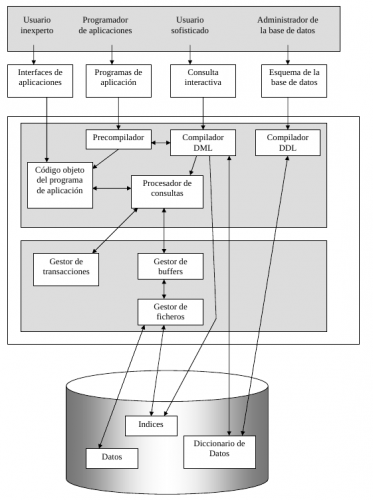 Usuario
inexperto
Programador
de aplicaciones
Usuario
sofisticado
Administrador de
la base de datos
Interfaces de
aplicaciones
Programas de
aplicación
Consulta
interactiva
Esquema de la
base de datos
Precompilador
Compilador
DML
Compilador
DDL
Código objeto
del programa
de aplicación
Procesador de
consultas
Gestor de
transacciones
Gestor de
buffers
Gestor de
ficheros
Indices
Datos
Diccionario de
Datos